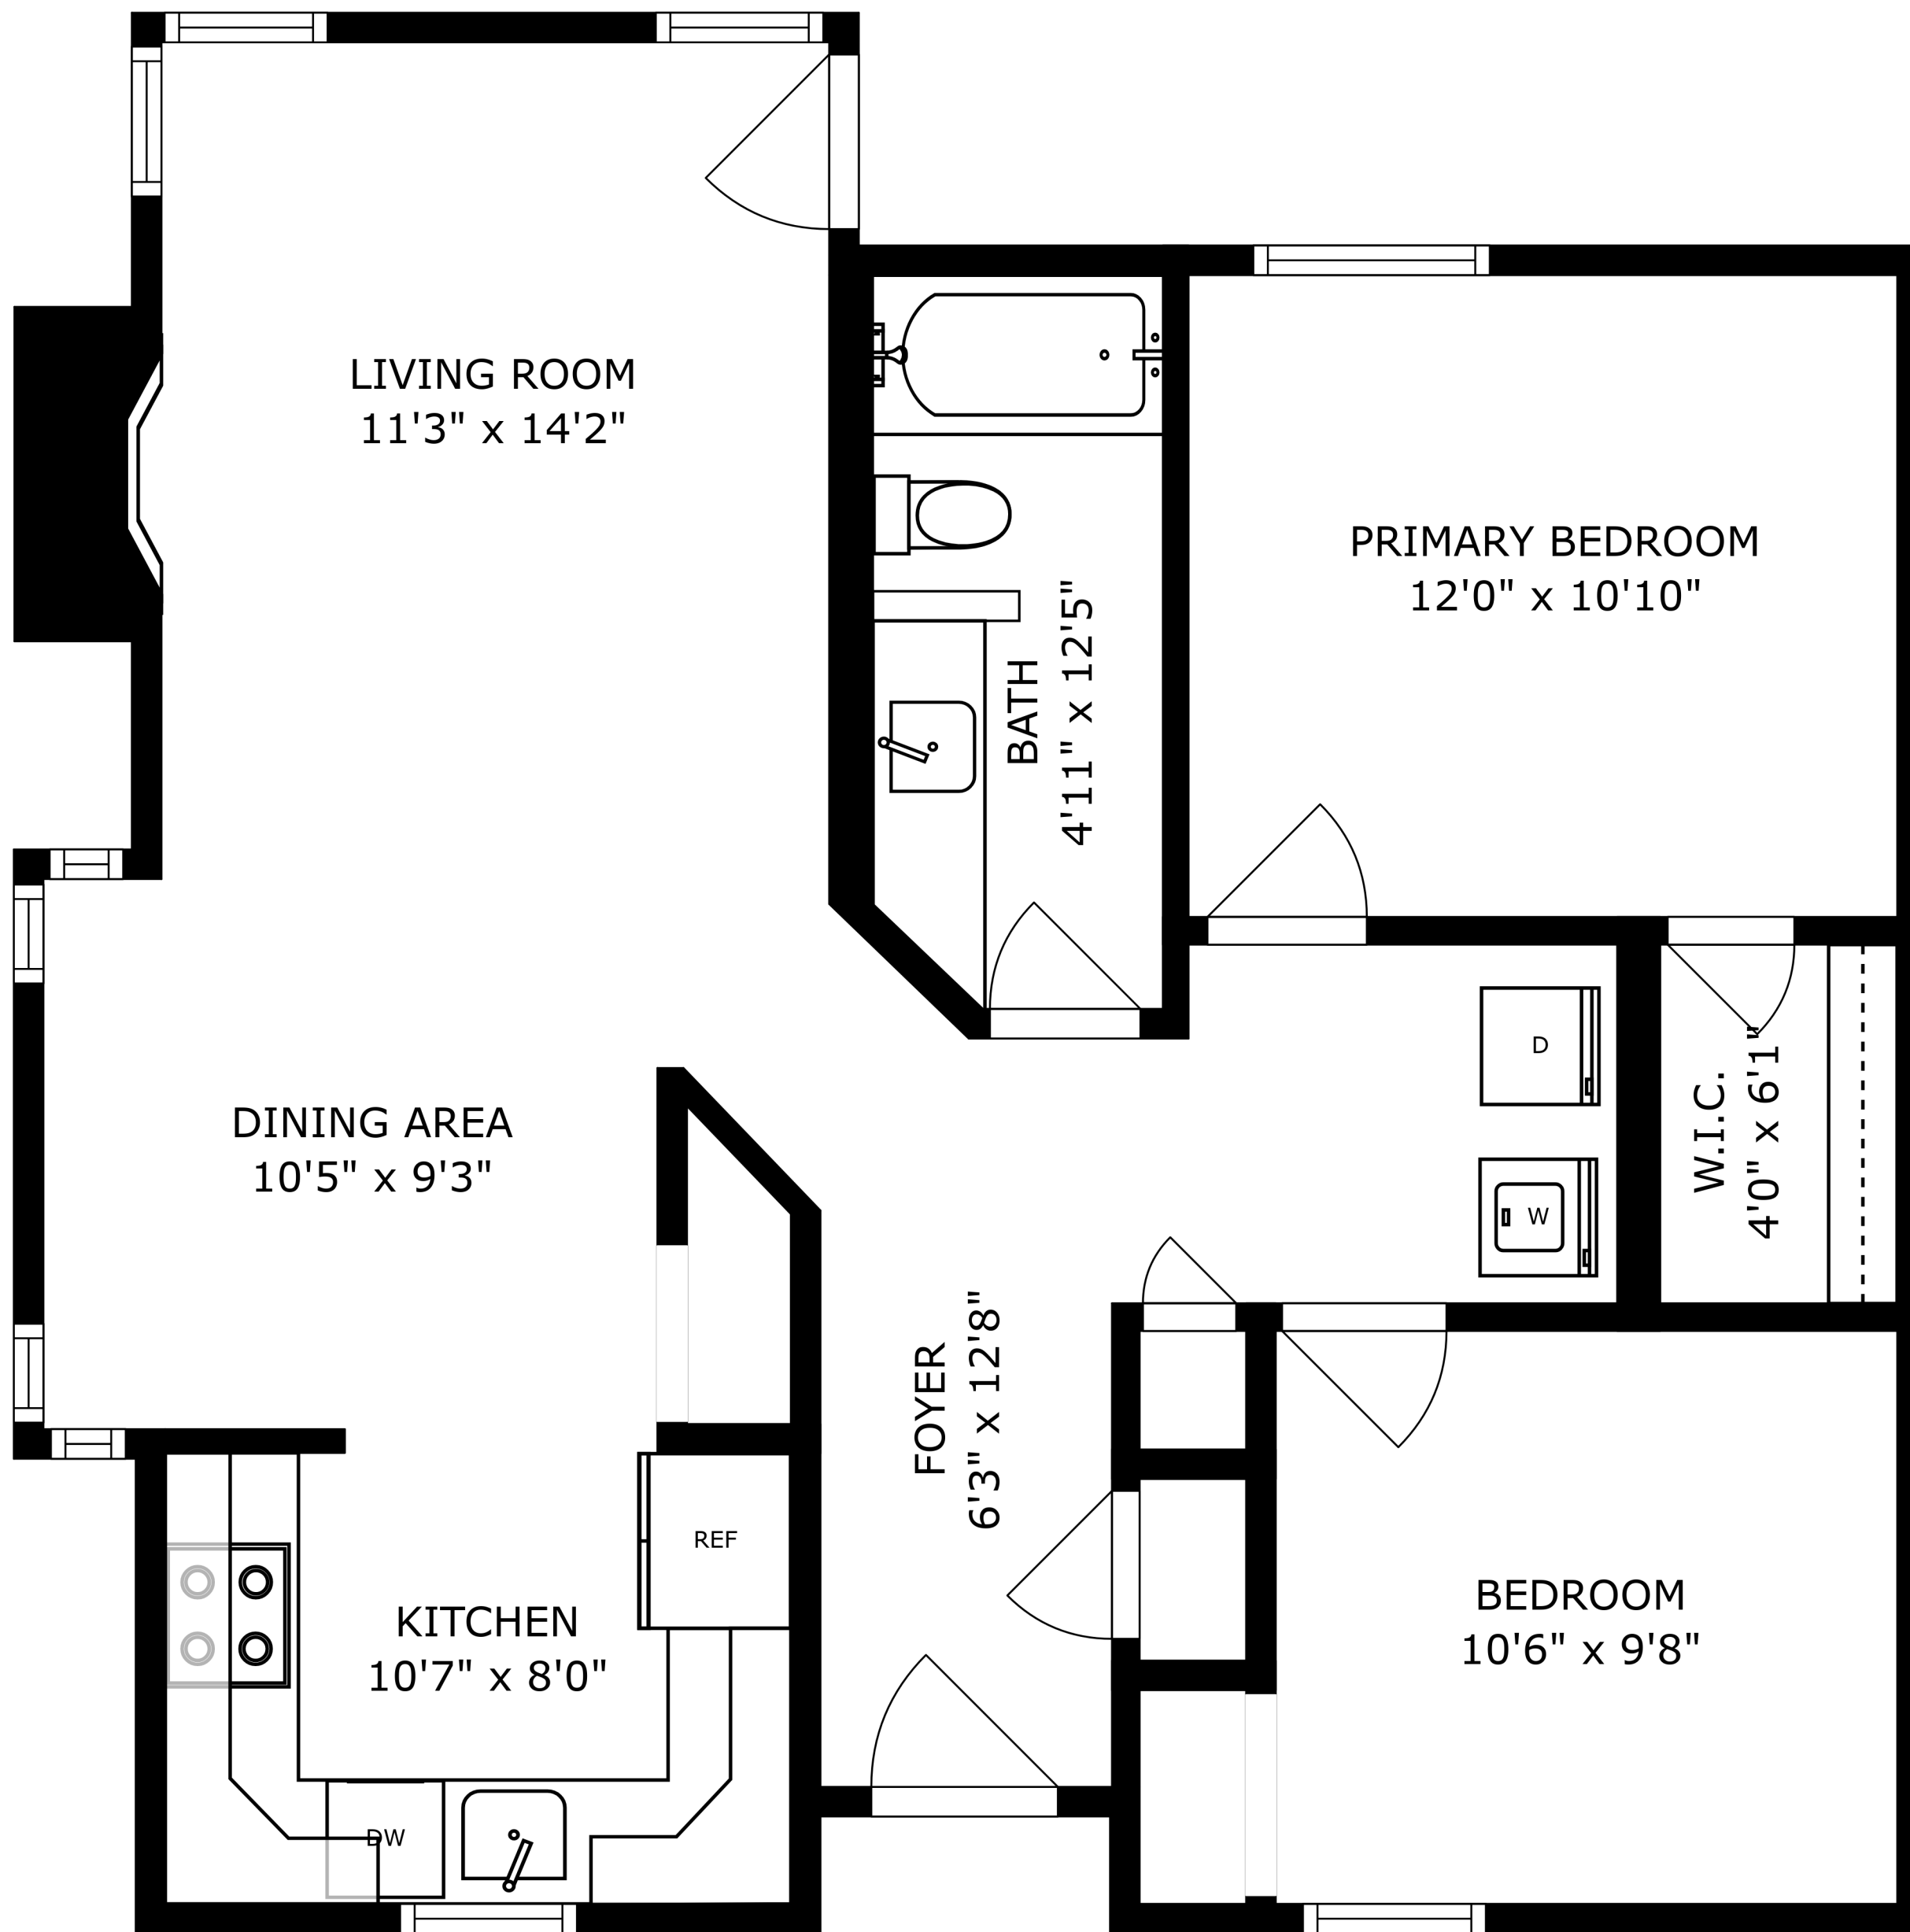 LIVING ROOM
11'3" x 14'2"
PRIMARY BEDROOM
12'0" x 10'10"
BATH
4'11" x 12'5"
D
W
W.I.C.
4'0" x 6'1"
DINING AREA
10'5" x 9'3"
FOYER
6'3" x 12'8"
REF
KITCHEN
10'7" x 8'0"
DW
BEDROOM
10'6" x 9'8"